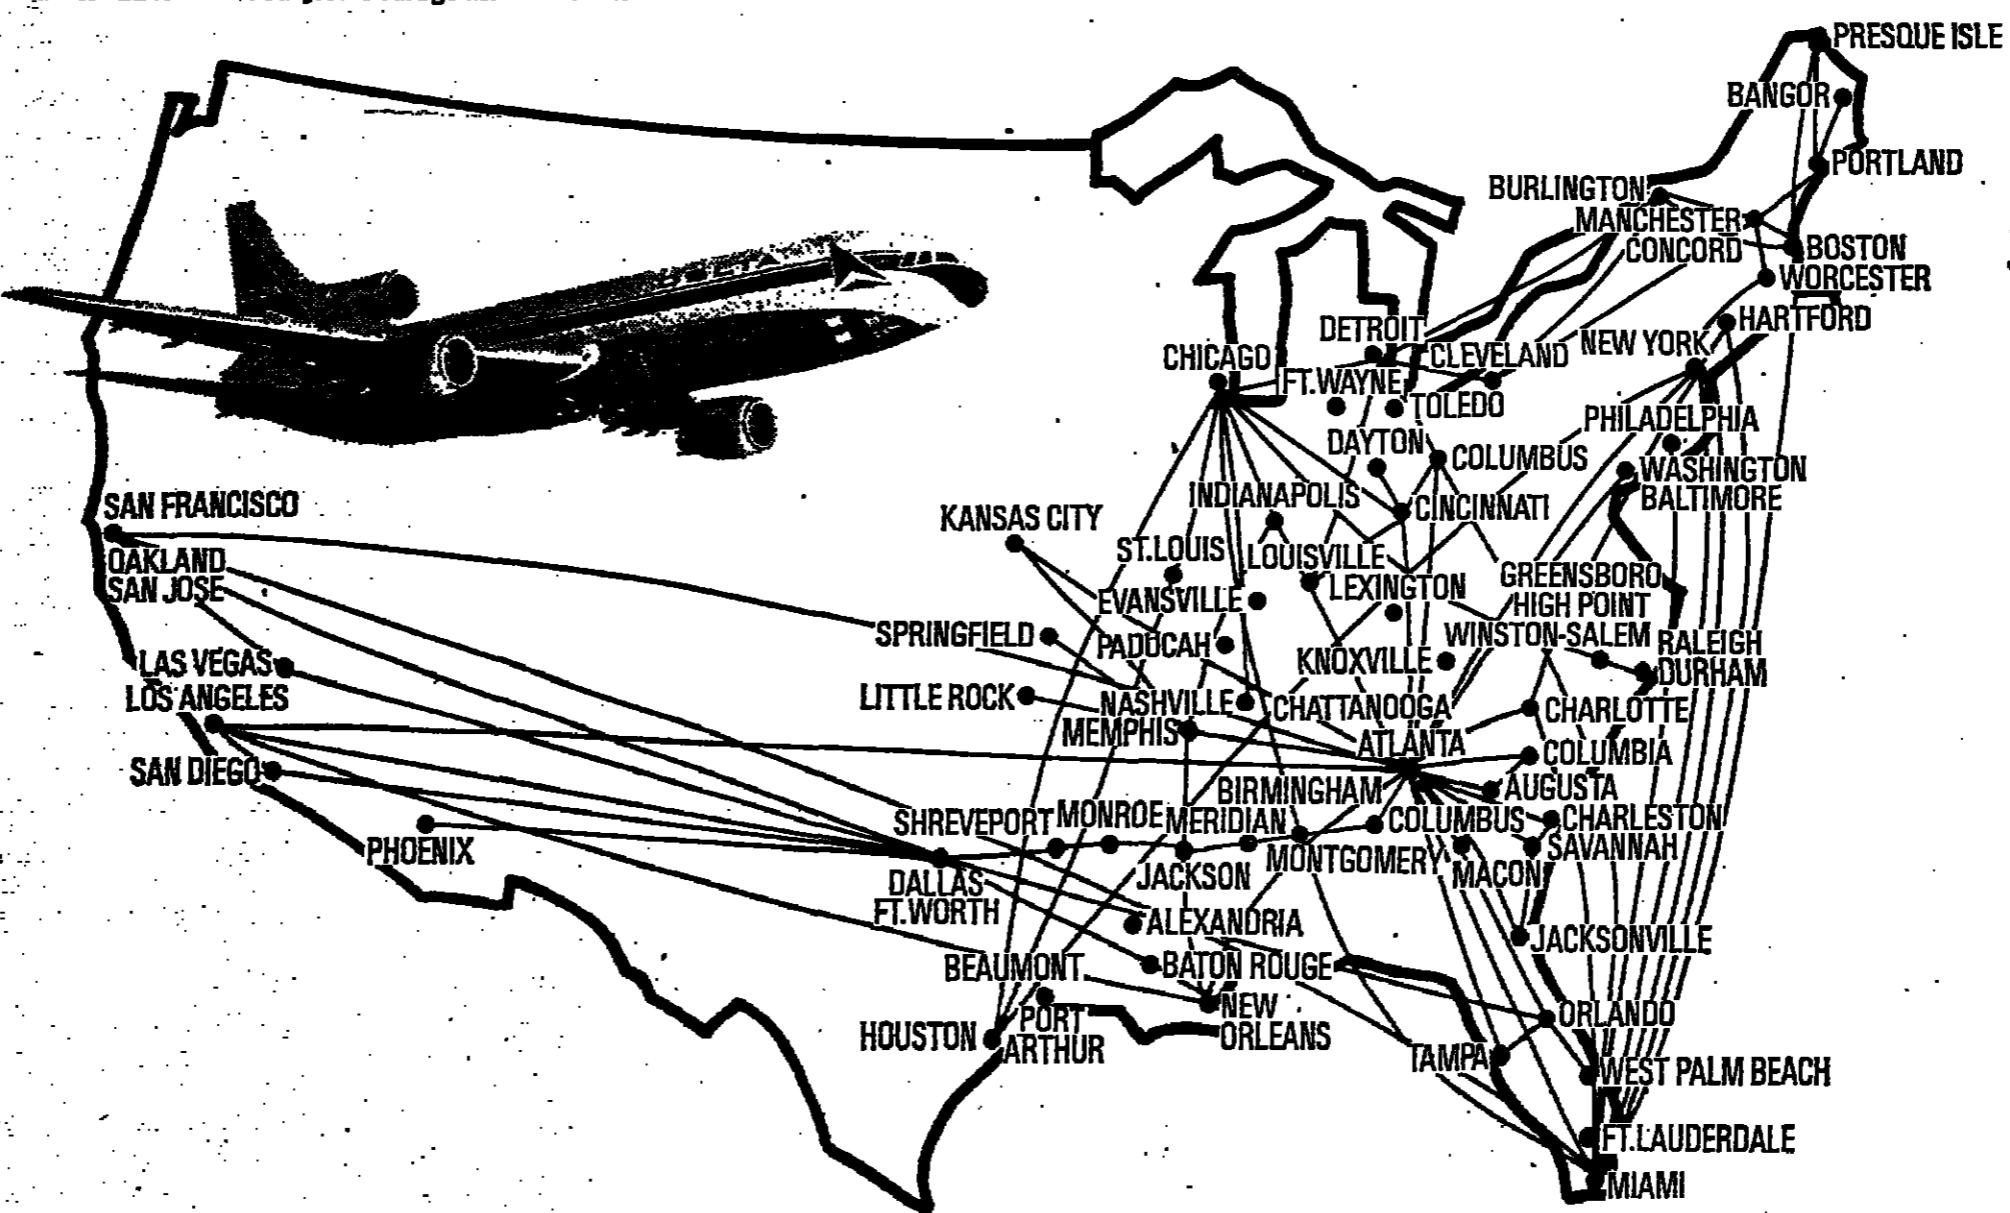 PRESQUE ISLE
BANGOR
PORTLAND
BURLINGTON
MANCHESTER
CONCORD
BOSTON
WORCESTER
HARTFORD
NEW YORK
DETROIT
CLEVELAND
CHICAGO
FT.WAYNE
TOLEDO
PHILADELPHIA
DAYTON
COLUMBUS
WASHINGTON
BALTIMORE
INDIANAPOLIS
CINCINNATI
DELTA
SAN FRANCISCO
OAKLAND
SAN JOSE
KANSAS CITY
ST.LOUIS
LOUISVILLE
LEXINGTON
EVANSVILLE
GREENSBORO
HIGH POINT
WINSTON-SALEM
RALEIGH
DURHAM
SPRINGFIELD
PADUCAH
KNOXVILLE
LAS VEGAS
LOS ANGELES
LITTLE ROCK
NASHVILLE
CHATTANOOGA
CHARLOTTE
MEMPHIS
ATLANTA
COLUMBIA
SAN DIEGO
BIRMINGHAM
AUGUSTA
SHREVEPORT
MONROE
MERIDIAN
COLUMBUS
CHARLESTON
SAVANNAH
PHOENIX
MONTGOMERY
MACON
JACKSON
DALLAS
FT.WORTH
ALEXANDRIA
JACKSONVILLE
BEAUMONT
BATON ROUGE
NEW
ORLEANS
ORLANDO
HOUSTON
PORT
ARTHUR
TAMPA
WEST PALM BEACH
FT.LAUDERDALE
MIAMI